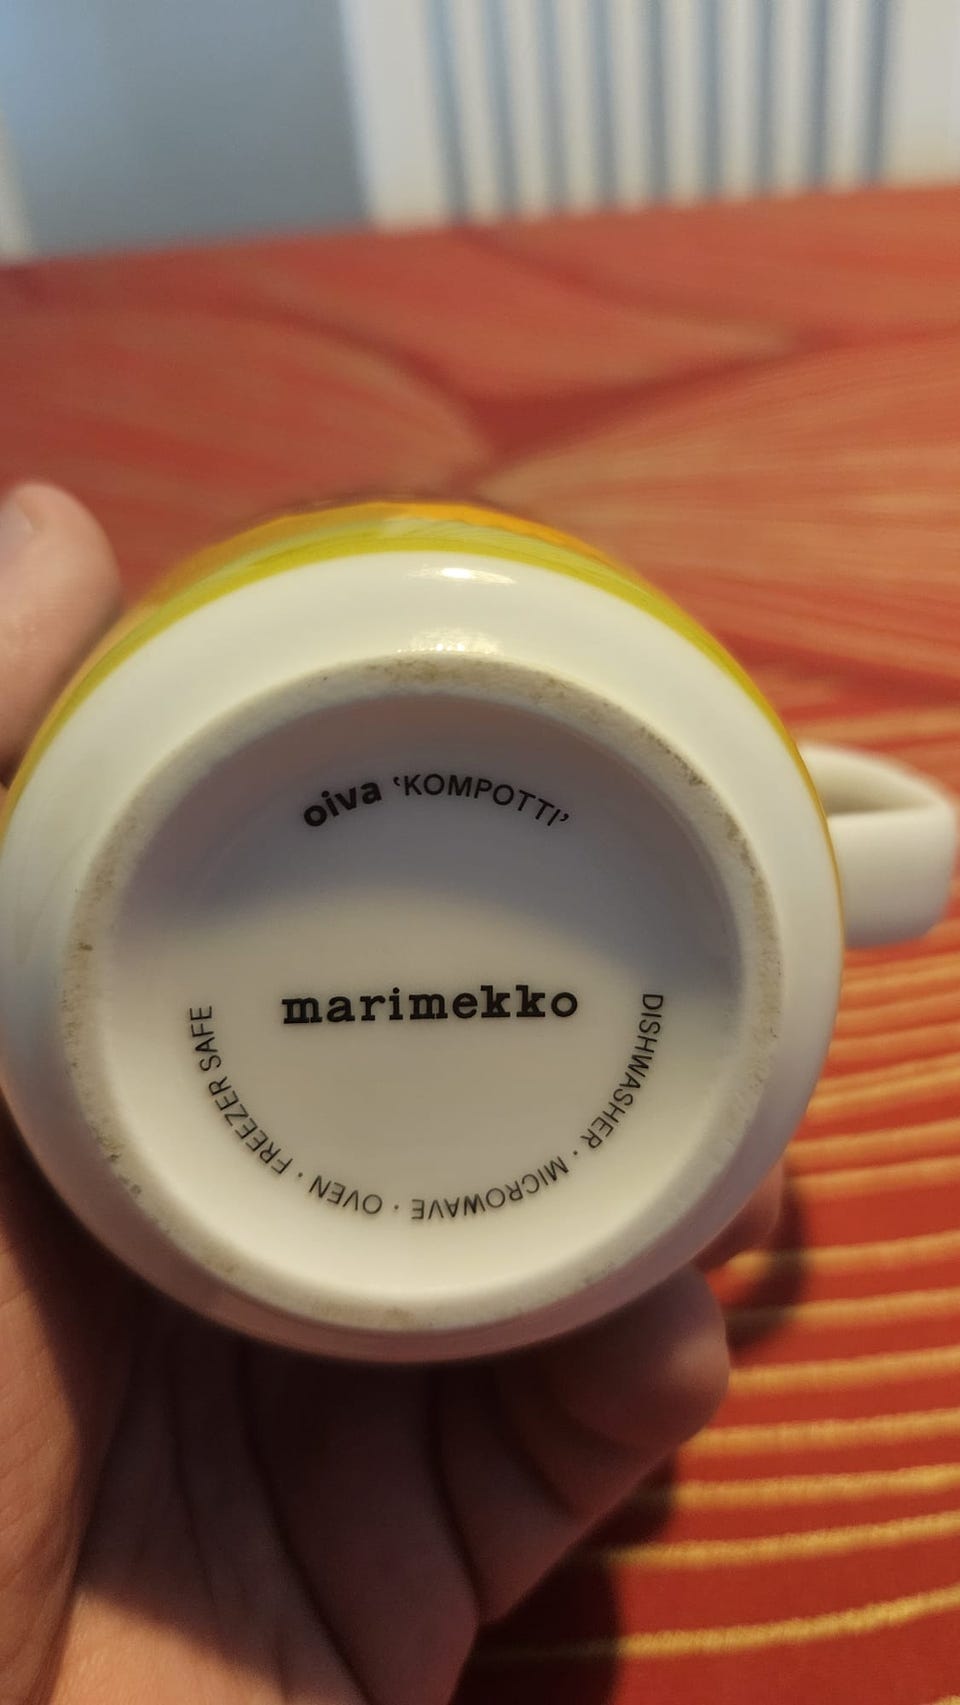 oiva 'KOMPOTTI'
marimekko
DISHWASHER · MICROWAVE · OVEN · FREEZER SAFE